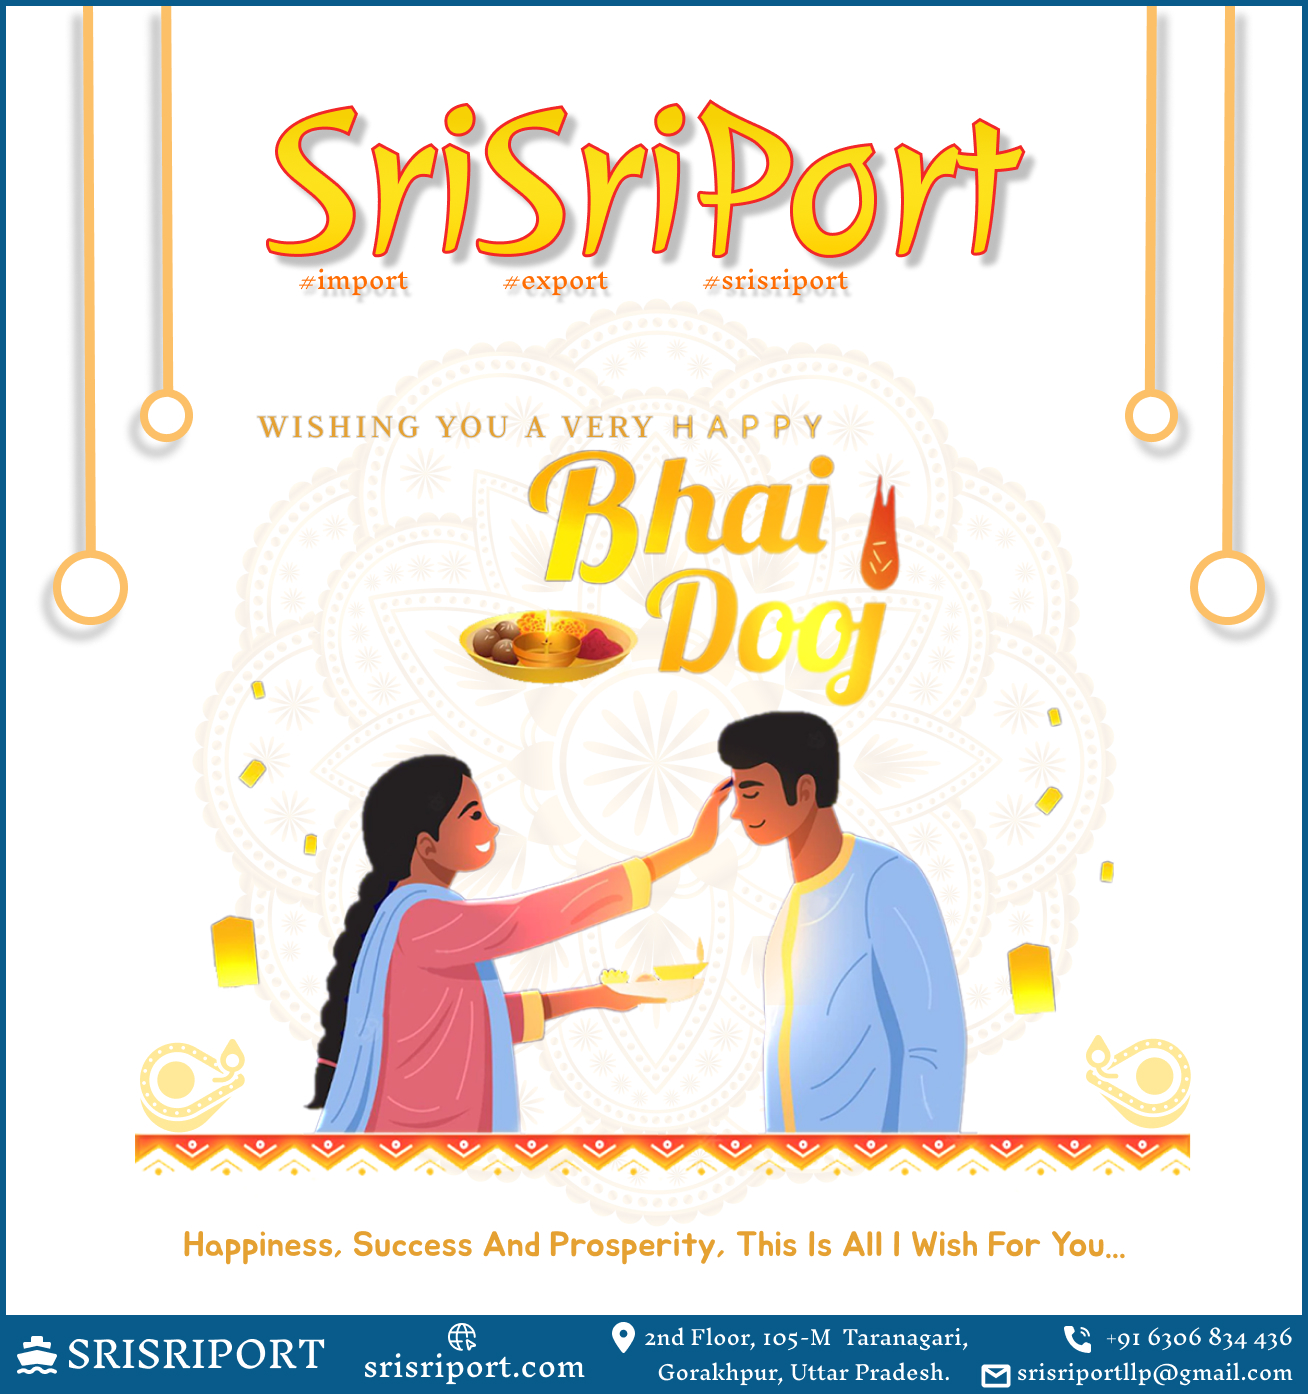 SriSriPort
#import #export #srisriport
WISHING YOU A VERY HAPPY
Bhai
Dooj
Happiness, Success And Prosperity, This Is All I Wish For You...
SRISRIPORT
srisriport.com
2nd Floor, 105-M Taranagari,
Gorakhpur, Uttar Pradesh.
+91 6306 834 436
srisriportllp@gmail.com